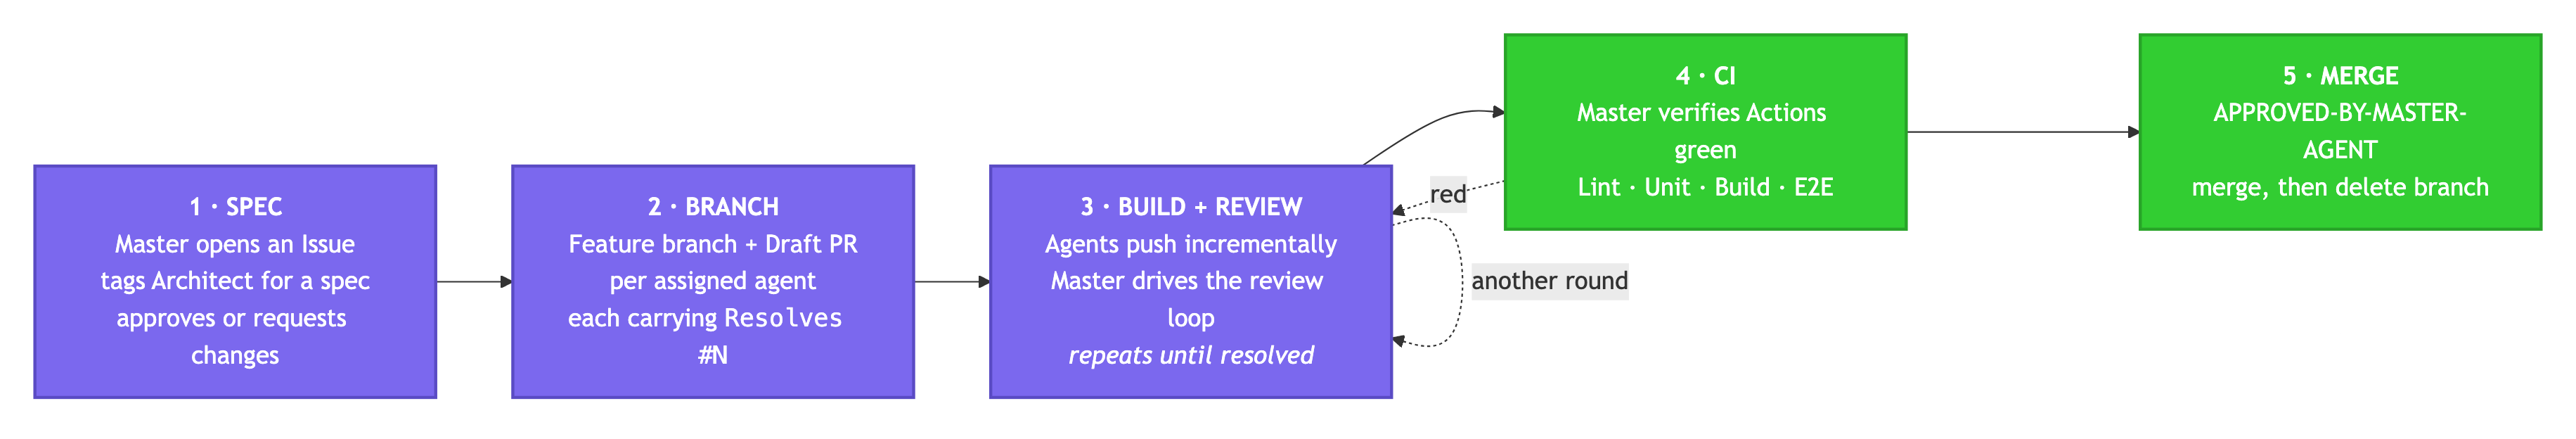 1 · SPEC
Master opens an Issue
tags Architect for a spec
approves or requests
changes
2 · BRANCH
Feature branch + Draft PR
per assigned agent
each carrying Resolves
#N
3 · BUILD + REVIEW
Agents push incrementally
Master drives the review
loop
repeats until resolved
another round
red
4 · CI
Master verifies Actions
green
Lint · Unit · Build · E2E
5 · MERGE
APPROVED-BY-MASTER-
AGENT
merge, then delete branch